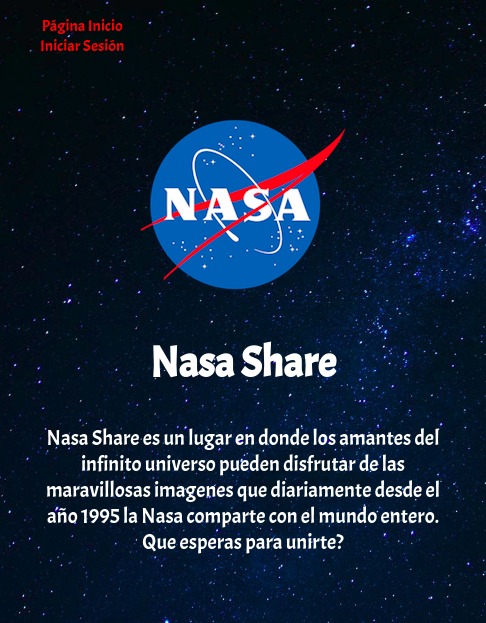 Página Inicio
Iniciar Sesión
NASA
Nasa Share
Nasa Share es un lugar en donde los amantes del
infinito universo pueden disfrutar de las
maravillosas imagenes que diariamente desde el
año 1995 la Nasa comparte con el mundo entero.
Que esperas para unirte?